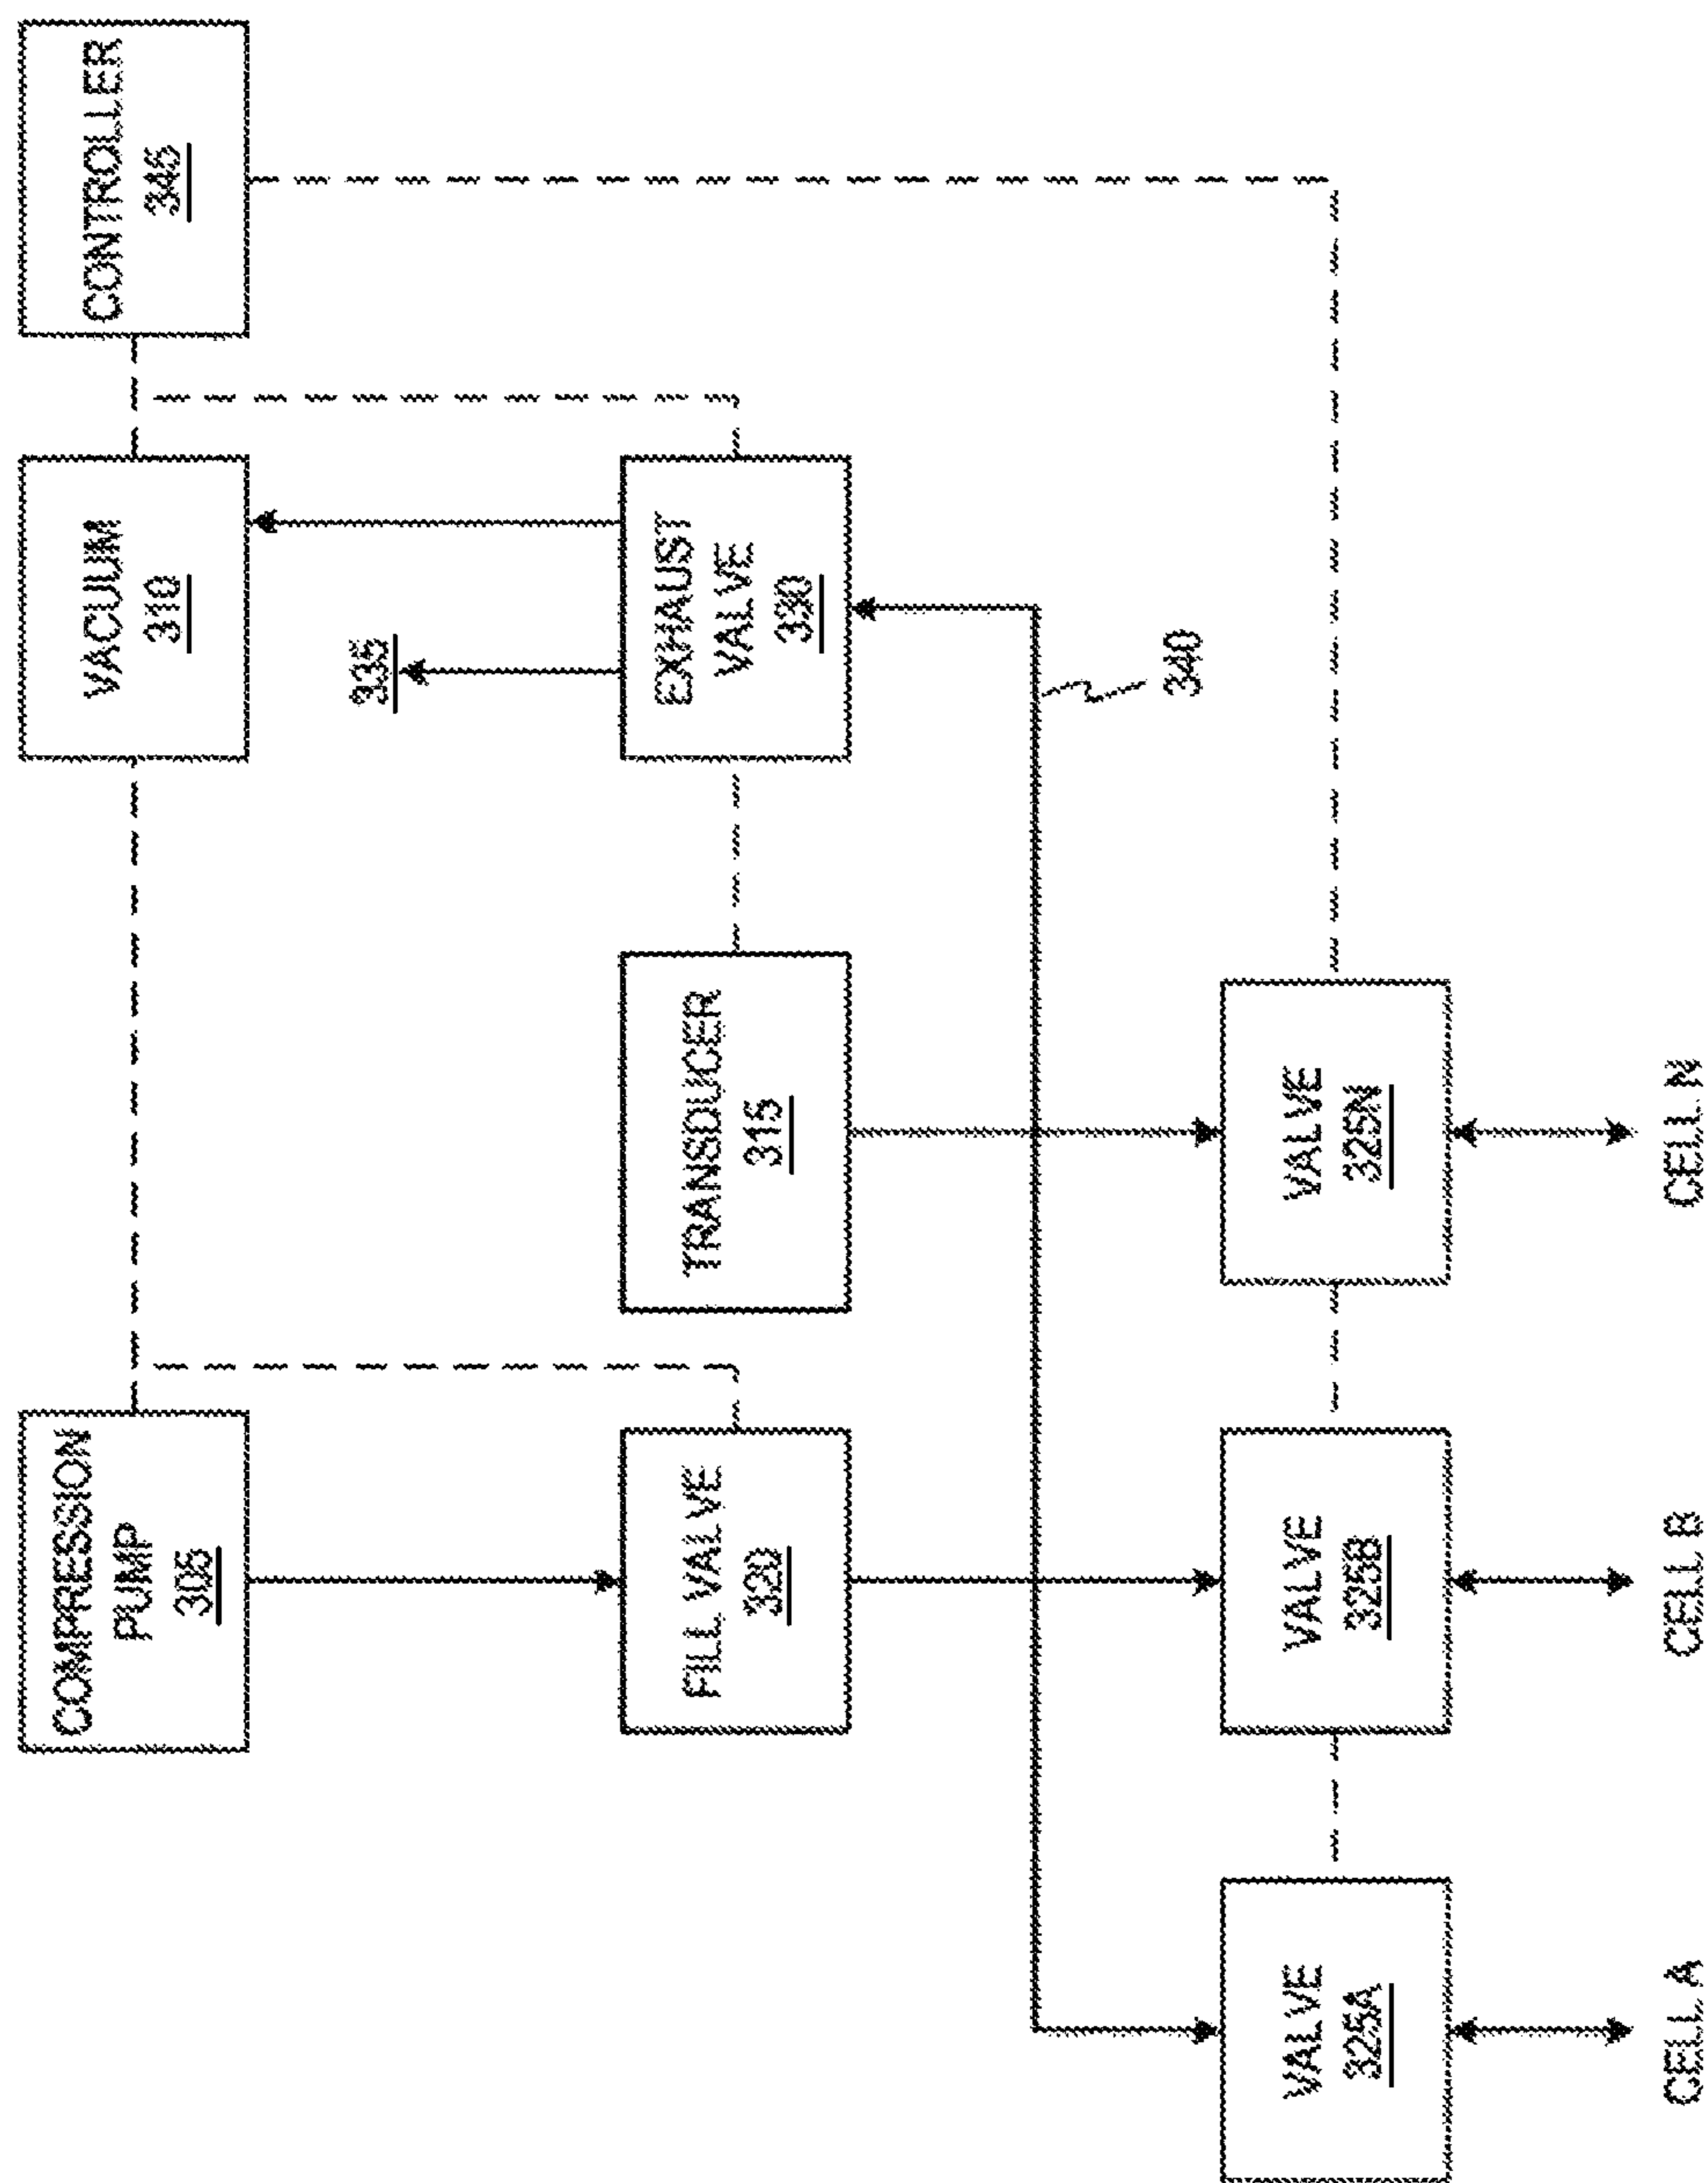 COMPRESSION
PUMP
305
VACUUM
310
CONTROLLER
345
335
FILL VALVE
320
TRANSDUCER
315
EXHAUST
VALVE
330
340
VALVE
325A
VALVE
325B
VALVE
325N
CELL A
CELL B
CELL N